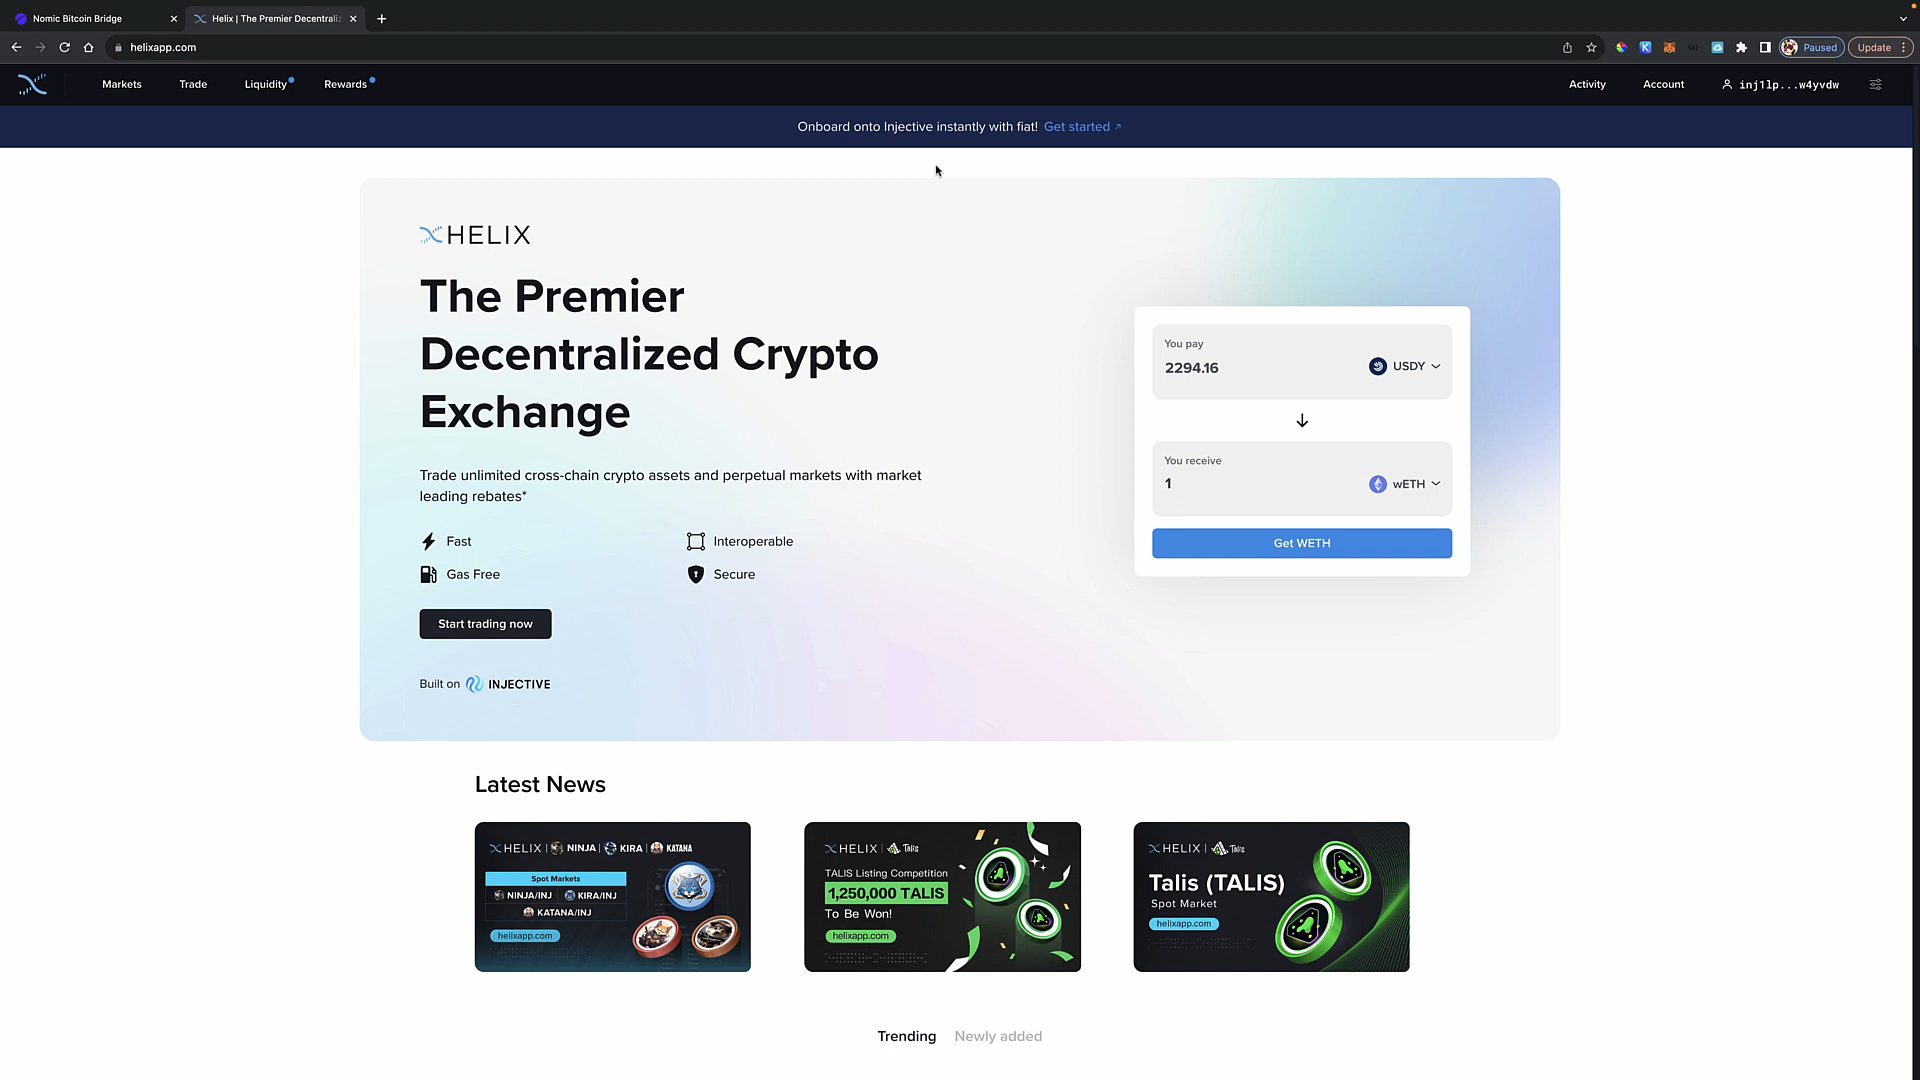 Nomic Bitcoin Bridge
Helix | The Premier Decentraliz
helixapp.com
Paused
Update
Markets
Trade
Liquidity
Rewards
Activity
Account
inj1lp...w4yvdw
Onboard onto Injective instantly with fiat! Get started
HELIX
The Premier
Decentralized Crypto
Exchange
Trade unlimited cross-chain crypto assets and perpetual markets with market
leading rebates*
Fast
Interoperable
Gas Free
Secure
Start trading now
Built on INJECTIVE
You pay
2294.16
USDY
You receive
1
wETH
Get WETH
Latest News
HELIX | NINJA | KIRA | KATANA
Spot Markets
NINJA/INJ
KIRA/INJ
KATANA/INJ
helixapp.com
HELIX | Talis
TALIS Listing Competition
1,250,000 TALIS
To Be Won!
helixapp.com
HELIX | Talis
Talis (TALIS)
Spot Market
helixapp.com
Trending
Newly added